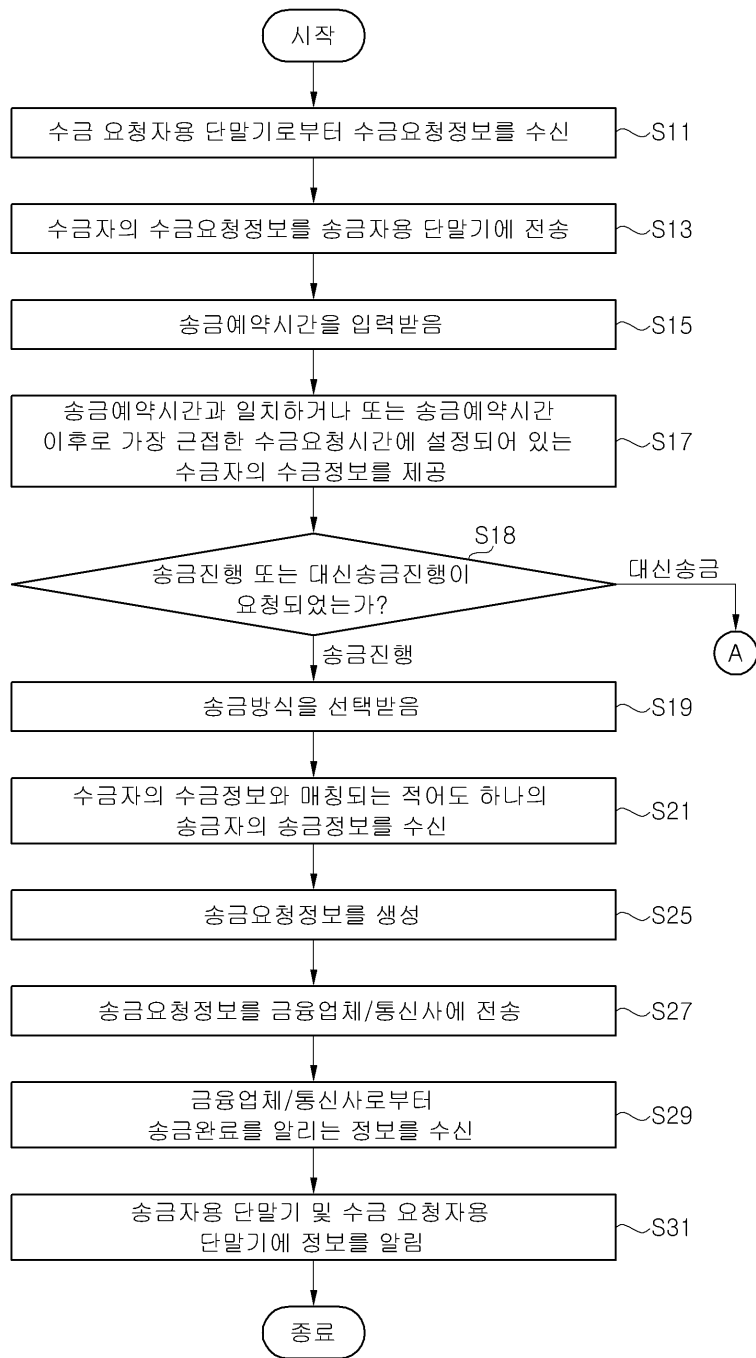 시작
수금 요청자용 단말기로부터 수금요청정보를 수신
S11
수금자의 수금요청정보를 송금자용 단말기에 전송
S13
송금예약시간을 입력받음
S15
송금예약시간과 일치하거나 또는 송금예약시간
이후로 가장 근접한 수금요청시간에 설정되어 있는
수금자의 수금정보를 제공
S17
S18
송금진행 또는 대신송금진행이
요청되었는가?
대신송금
A
송금진행
송금방식을 선택받음
S19
수금자의 수금정보와 매칭되는 적어도 하나의
송금자의 송금정보를 수신
S21
송금요청정보를 생성
S25
송금요청정보를 금융업체/통신사에 전송
S27
금융업체/통신사로부터
송금완료를 알리는 정보를 수신
S29
송금자용 단말기 및 수금 요청자용
단말기에 정보를 알림
S31
종료